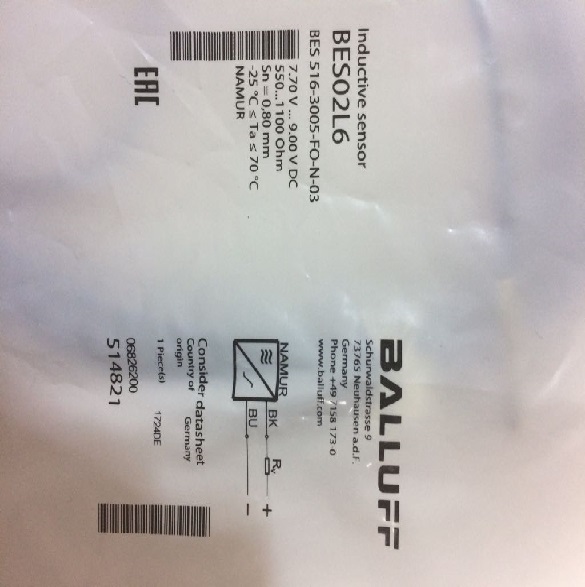 Inductive sensor
BES02L6
BES 516-3005-FO-N-03
7.70 V ... 9.00 V DC
550...1100 Ohm
Sn = 0,80 mm
-25 °C ≤ Ta ≤ 70 °C
NAMUR
EAC
BALLUFF
Schurwaldstrasse 9
73765 Neuhausen a.d.F.
Germany
Phone +49 7158 173-0
www.balluff.com
NAMUR
BK
Rv
+
BU
−
Consider datasheet
Country of origin Germany
1 Piece(s) 1724DE
06826200
514821